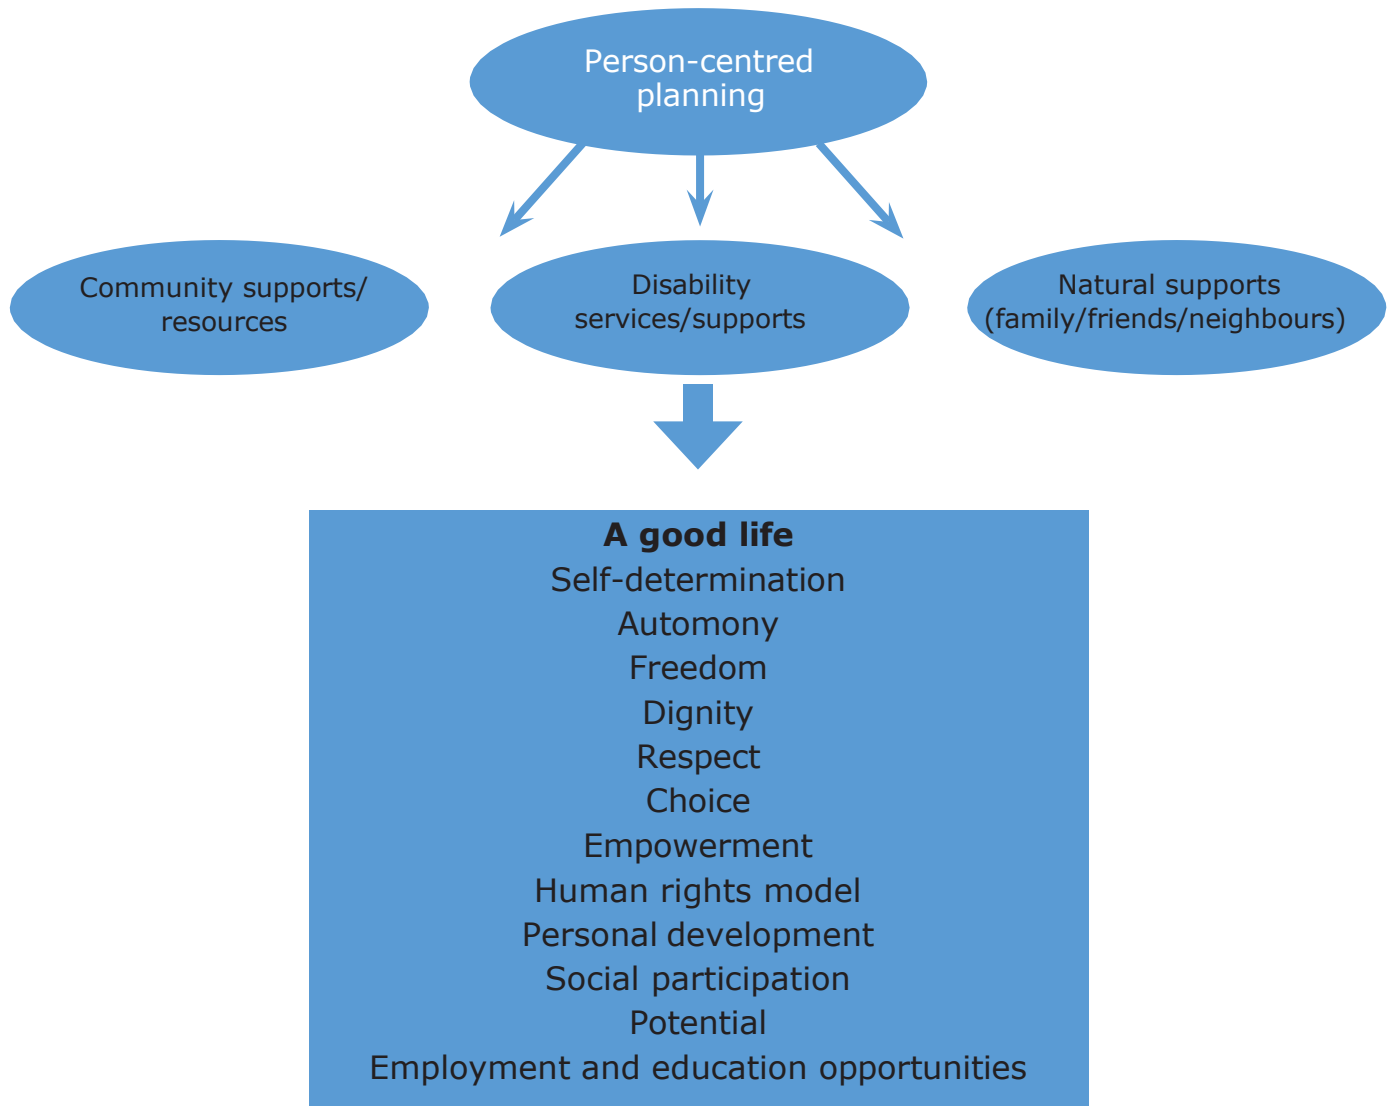 Person-centred
planning
Community supports/
resources
Disability
services/supports
Natural supports
(family/friends/neighbours)
A good life
Self-determination
Automony
Freedom
Dignity
Respect
Choice
Empowerment
Human rights model
Personal development
Social participation
Potential
Employment and education opportunities